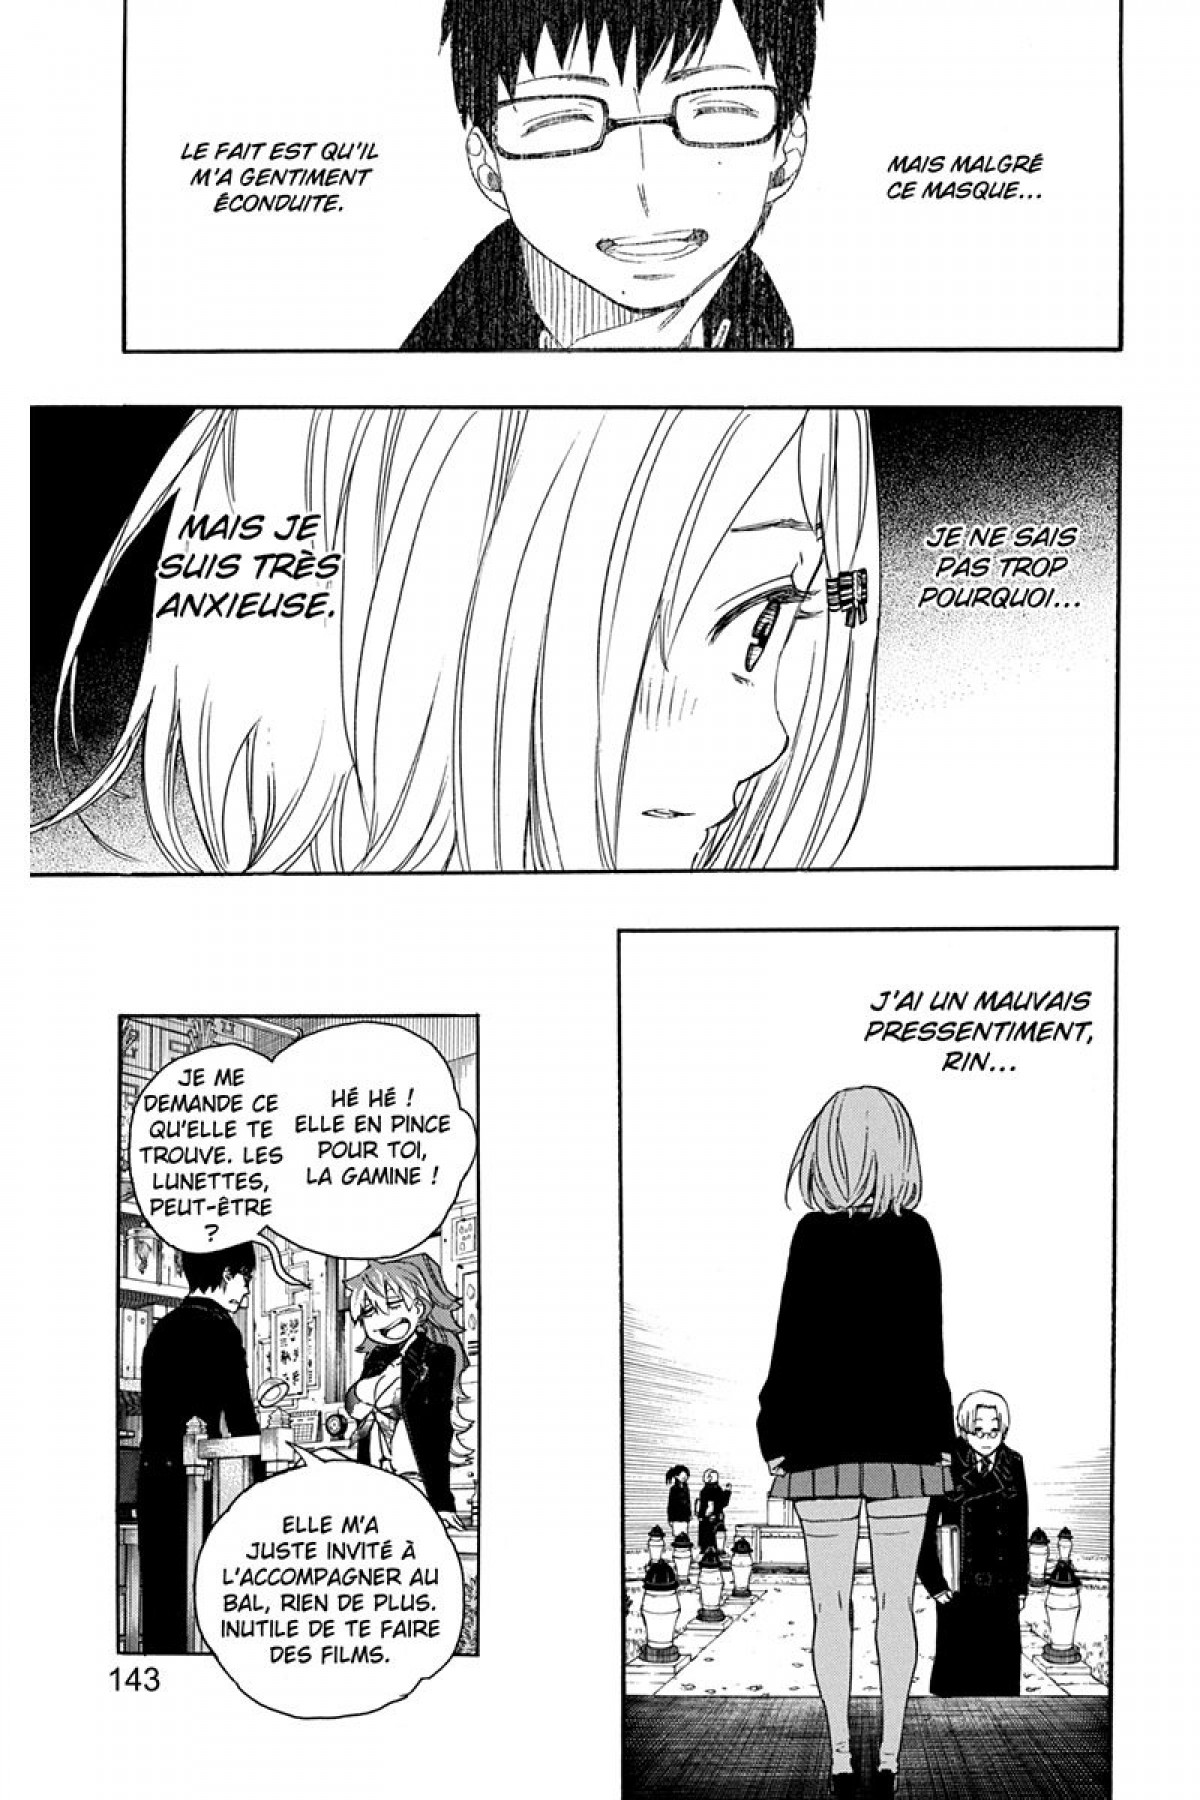 MAIS MALGRÉ
CE MASQUE...
LE FAIT EST QU'IL
M'A GENTIMENT
ÉCONDUITE.
JE NE SAIS
PAS TROP
POURQUOI...
MAIS JE
SUIS TRÈS
ANXIEUSE.
J'AI UN MAUVAIS
PRESSENTIMENT,
RIN...
HÉ HÉ !
ELLE EN PINCE
POUR TOI,
LA GAMINE !
JE ME
DEMANDE CE
QU'ELLE TE
TROUVE. LES
LUNETTES,
PEUT-ÊTRE
?
ELLE M'A
JUSTE INVITÉ À
L'ACCOMPAGNER AU
BAL, RIEN DE PLUS.
INUTILE DE TE FAIRE
DES FILMS.
143